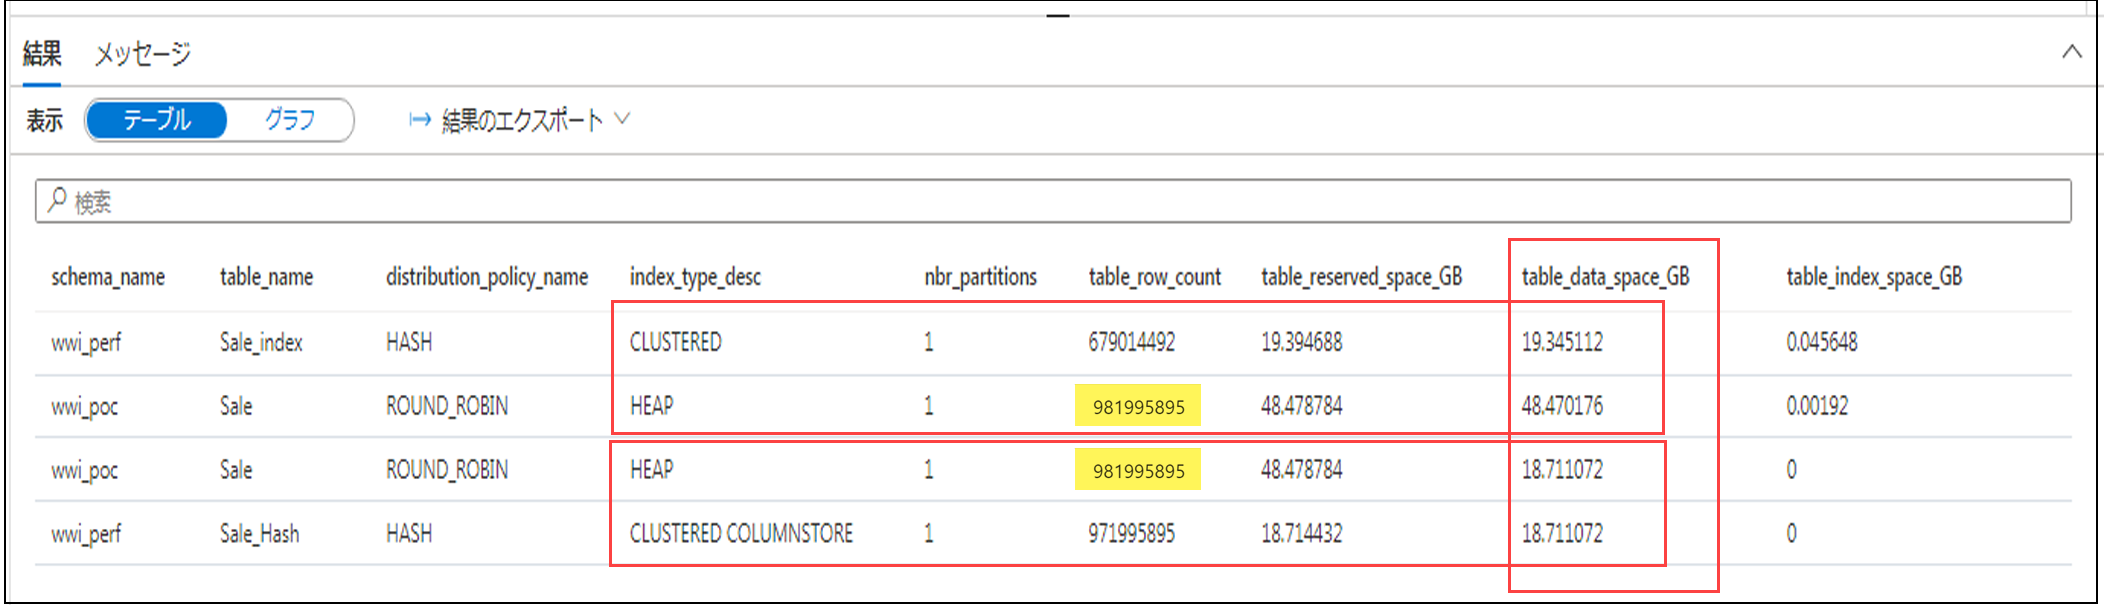 結果 メッセージ
表示 テーブル グラフ 結果のエクスポート
検索
schema_name table_name distribution_policy_name index_type_desc nbr_partitions table_row_count table_reserved_space_GB table_data_space_GB table_index_space_GB
wwi_perf Sale_index HASH CLUSTERED 1 679014492 19.394688 19.345112 0.045648
wwi_poc Sale ROUND_ROBIN HEAP 1 981995895 48.478784 48.470176 0.00192
wwi_poc Sale ROUND_ROBIN HEAP 1 981995895 48.478784 18.711072 0
wwi_perf Sale_Hash HASH CLUSTERED COLUMNSTORE 1 971995895 18.714432 18.711072 0